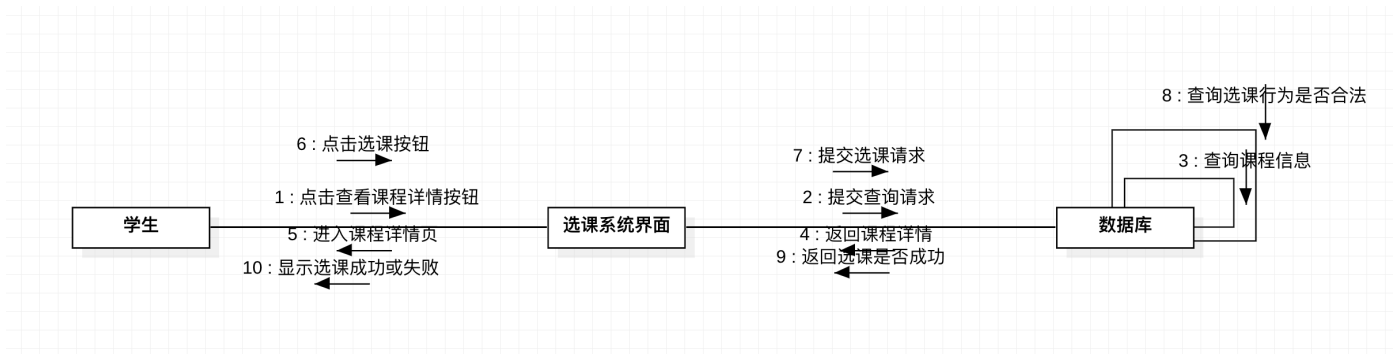 8 : 查询选课行为是否合法
6 : 点击选课按钮
7 : 提交选课请求
3 : 查询课程信息
1 : 点击查看课程详情按钮
2 : 提交查询请求
学生
选课系统界面
数据库
5 : 进入课程详情页
4 : 返回课程详情
9 : 返回选课是否成功
10 : 显示选课成功或失败